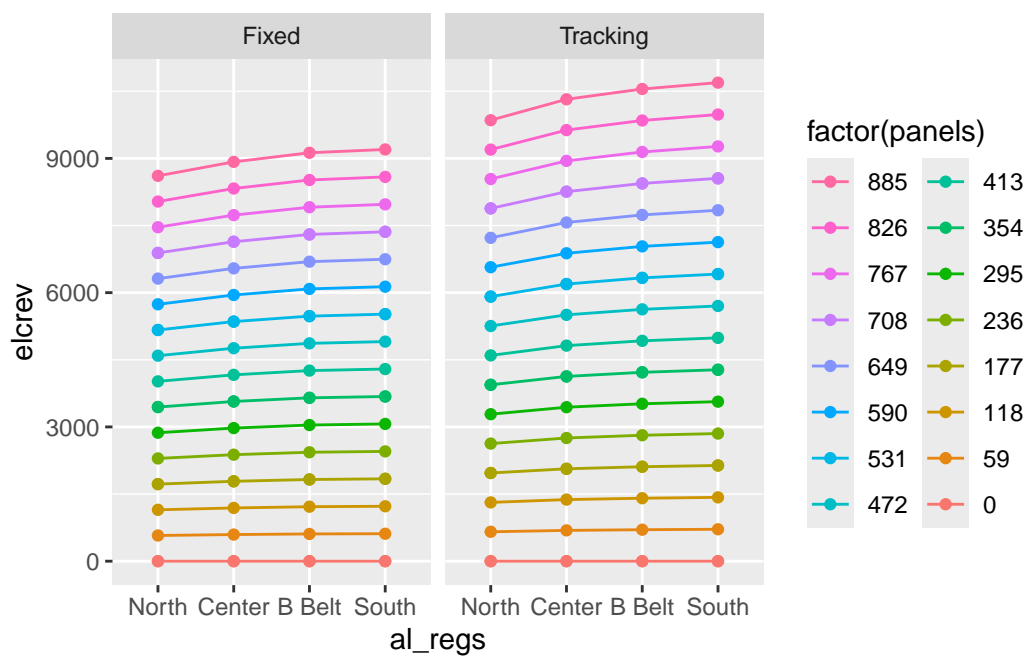 Fixed Tracking
9000
6000
3000
0
elcrev
North Center B Belt South North Center B Belt South
al_regs
factor(panels)
885 413
826 354
767 295
708 236
649 177
590 118
531 59
472 0